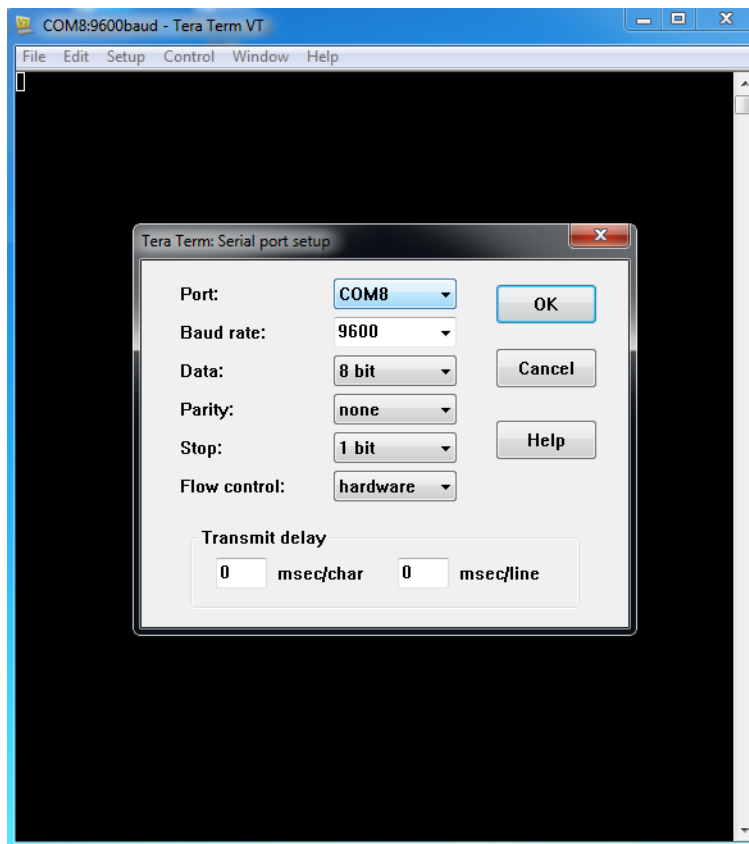 COM8:9600baud - Tera Term VT
File Edit Setup Control Window Help
Tera Term: Serial port setup
Port: COM8 OK
Baud rate: 9600
Data: 8 bit Cancel
Parity: none
Stop: 1 bit Help
Flow control: hardware
Transmit delay
0 msec/char 0 msec/line